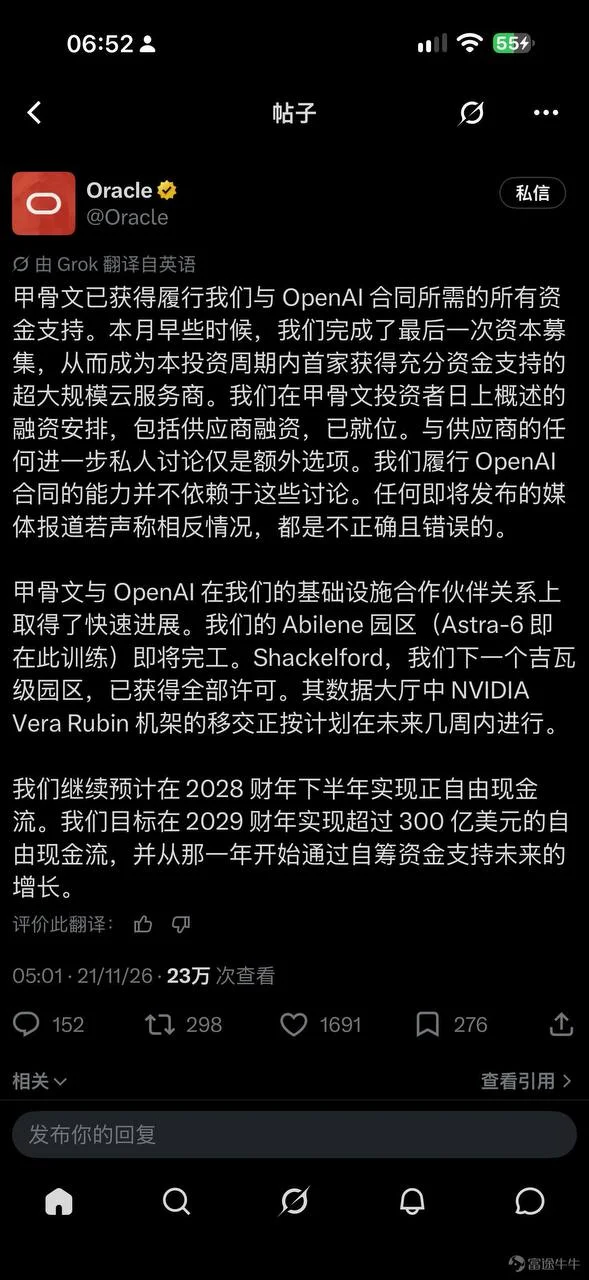 06:52
55
帖子
Oracle
@Oracle
私信
由 Grok 翻译自英语
甲骨文已获得履行我们与 OpenAI 合同所需的所有资
金支持。本月早些时候，我们完成了最后一次资本募
集，从而成为本投资周期内首家获得充分资金支持的
超大规模云服务商。我们在甲骨文投资者日上概述的
融资安排，包括供应商融资，已就位。与供应商的任
何进一步私人讨论仅是额外选项。我们履行 OpenAI
合同的能力并不依赖于这些讨论。任何即将发布的媒
体报道若声称相反情况，都是不正确且错误的。
甲骨文与 OpenAI 在我们的基础设施合作伙伴关系上
取得了快速进展。我们的 Abilene 园区（Astra-6 即
在此训练）即将完工。Shackelford，我们下一个吉瓦
级园区，已获得全部许可。其数据大厅中 NVIDIA
Vera Rubin 机架的移交正按计划在未来几周内进行。
我们继续预计在 2028 财年下半年实现正自由现金
流。我们目标在 2029 财年实现超过 300 亿美元的自
由现金流，并从那一年开始通过自筹资金支持未来的
增长。
评价此翻译：
05:01 · 21/11/26 · 23万 次查看
152 298 1691 276
相关 查看引用
发布你的回复
富途牛牛